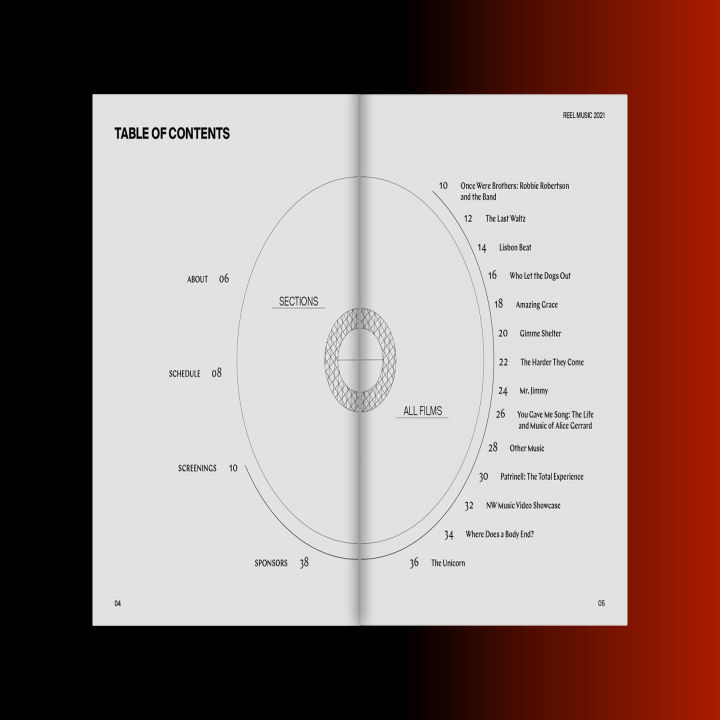 TABLE OF CONTENTS
ABOUT 06
SECTIONS
SCHEDULE 08
SCREENINGS 10
SPONSORS 38
04
REEL MUSIC 2021
10 Once Were Brothers: Robbie Robertson
and the Band
12 The Last Waltz
14 Lisbon Beat
16 Who Let the Dogs Out
18 Amazing Grace
20 Gimme Shelter
22 The Harder They Come
24 Mr. Jimmy
ALL FILMS
26 You Gave Me Song: The Life
and Music of Alice Gerrard
28 Other Music
30 Patrinell: The Total Experience
32 NW Music Video Showcase
34 Where Does a Body End?
36 The Unicorn
05